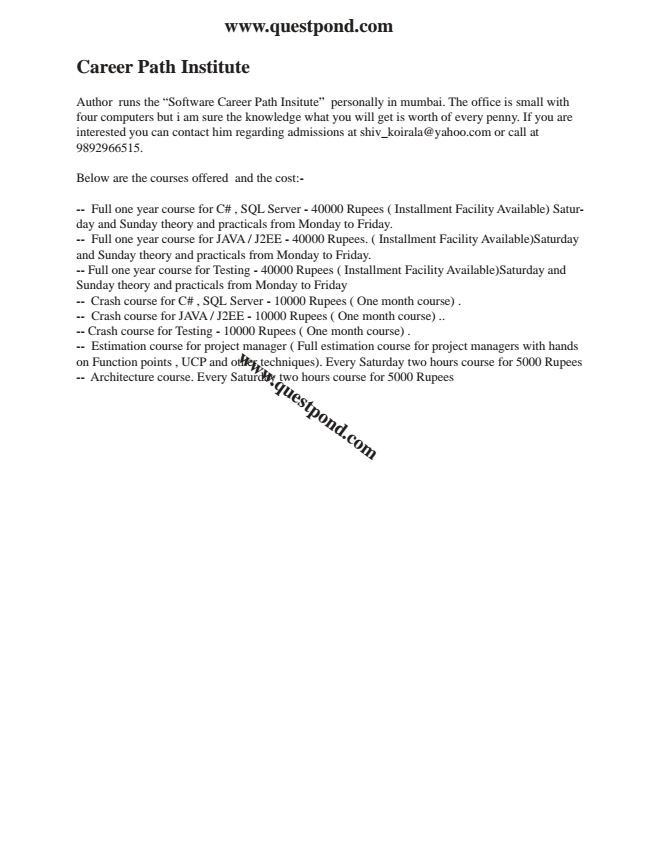 www.questpond.com
Career Path Institute
Author runs the “Software Career Path Insitute” personally in mumbai. The office is small with
four computers but i am sure the knowledge what you will get is worth of every penny. If you are
interested you can contact him regarding admissions at shiv_koirala@yahoo.com or call at
9892966515.
Below are the courses offered and the cost:-
-- Full one year course for C# , SQL Server - 40000 Rupees ( Installment Facility Available) Satur-
day and Sunday theory and practicals from Monday to Friday.
-- Full one year course for JAVA / J2EE - 40000 Rupees. ( Installment Facility Available)Saturday
and Sunday theory and practicals from Monday to Friday.
-- Full one year course for Testing - 40000 Rupees ( Installment Facility Available)Saturday and
Sunday theory and practicals from Monday to Friday
-- Crash course for C# , SQL Server - 10000 Rupees ( One month course) .
-- Crash course for JAVA / J2EE - 10000 Rupees ( One month course) ..
-- Crash course for Testing - 10000 Rupees ( One month course) .
-- Estimation course for project manager ( Full estimation course for project managers with hands
on Function points , UCP and other techniques). Every Saturday two hours course for 5000 Rupees
-- Architecture course. Every Saturday two hours course for 5000 Rupees
www.questpond.com